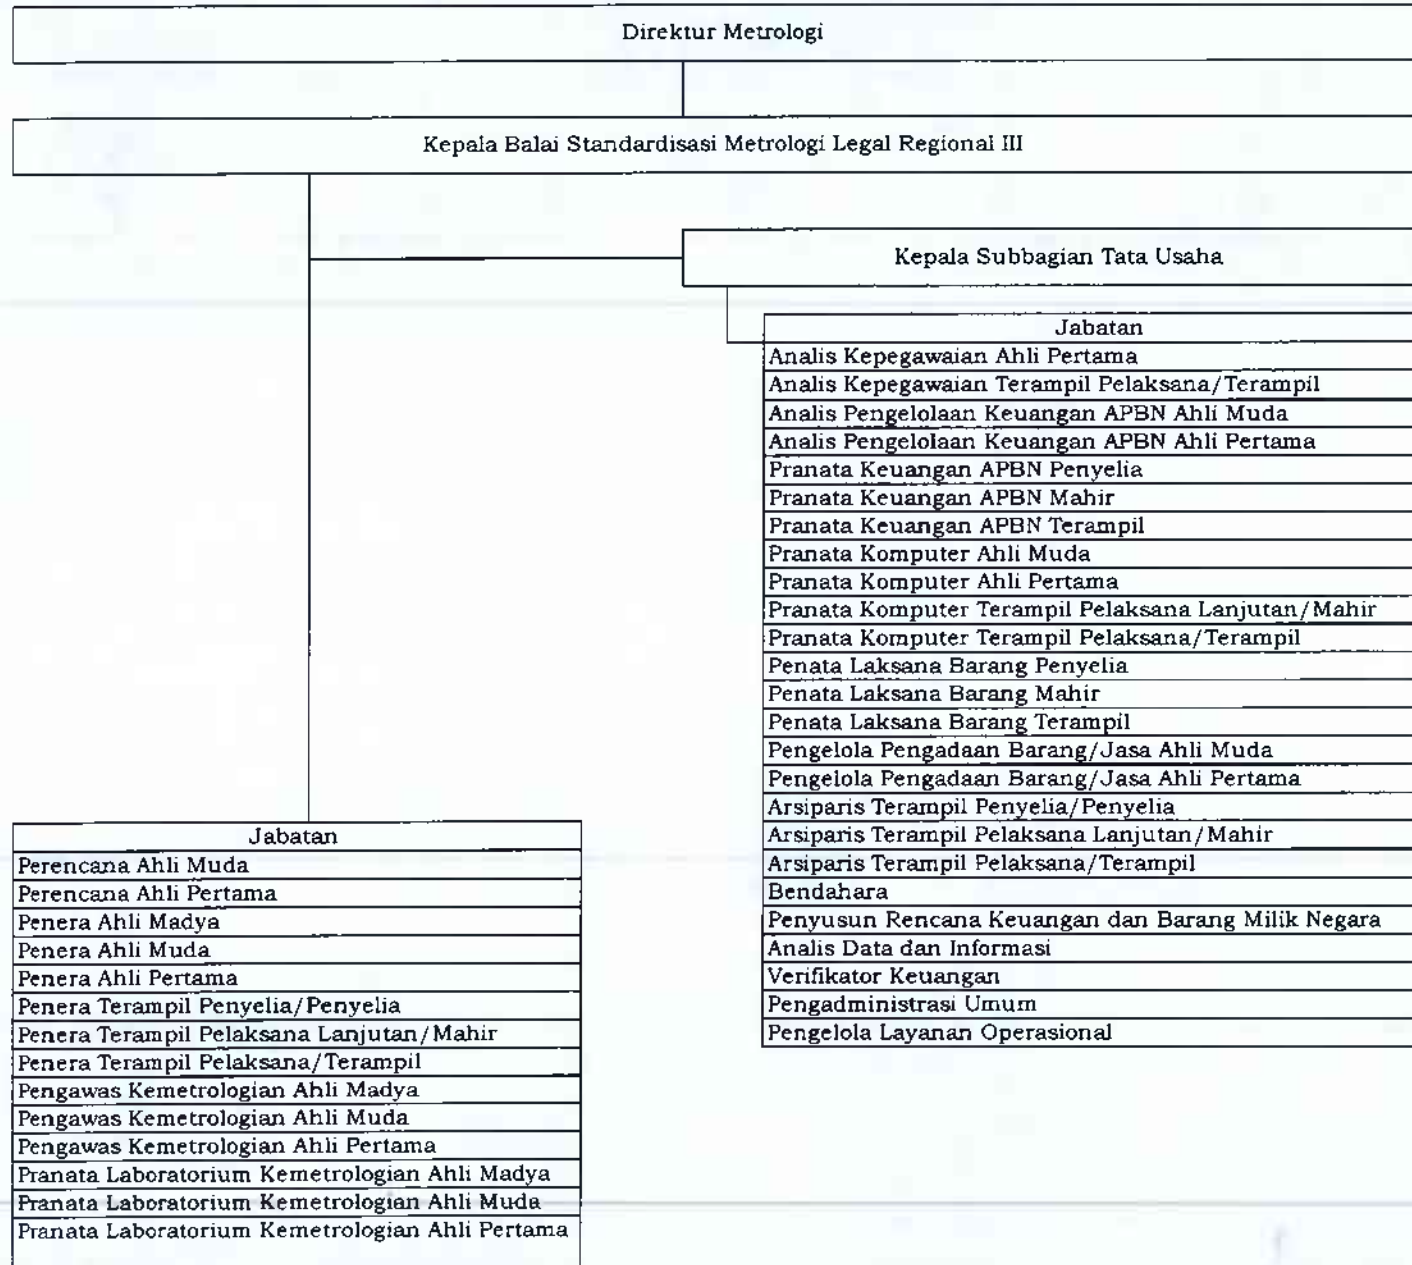 Direktur Metrologi
Kepala Balai Standardisasi Metrologi Legal Regional III
Kepala Subbagian Tata Usaha
Jabatan
Analis Kepegawaian Ahli Pertama
Analis Kepegawaian Terampil Pelaksana/Terampil
Analis Pengelolaan Keuangan APBN Ahli Muda
Analis Pengelolaan Keuangan APBN Ahli Pertama
Pranata Keuangan APBN Penyelia
Pranata Keuangan APBN Mahir
Pranata Keuangan APBN Terampil
Pranata Komputer Ahli Muda
Pranata Komputer Ahli Pertama
Pranata Komputer Terampil Pelaksana Lanjutan/Mahir
Pranata Komputer Terampil Pelaksana/Terampil
Penata Laksana Barang Penyelia
Penata Laksana Barang Mahir
Penata Laksana Barang Terampil
Pengelola Pengadaan Barang/Jasa Ahli Muda
Pengelola Pengadaan Barang/Jasa Ahli Pertama
Arsiparis Terampil Penyelia/Penyelia
Arsiparis Terampil Pelaksana Lanjutan/Mahir
Arsiparis Terampil Pelaksana/Terampil
Bendahara
Penyusun Rencana Keuangan dan Barang Milik Negara
Analis Data dan Informasi
Verifikator Keuangan
Pengadministrasi Umum
Pengelola Layanan Operasional
Jabatan
Perencana Ahli Muda
Perencana Ahli Pertama
Penera Ahli Madya
Penera Ahli Muda
Penera Ahli Pertama
Penera Terampil Penyelia/Penyelia
Penera Terampil Pelaksana Lanjutan/Mahir
Penera Terampil Pelaksana/Terampil
Pengawas Kemetrologian Ahli Madya
Pengawas Kemetrologian Ahli Muda
Pengawas Kemetrologian Ahli Pertama
Pranata Laboratorium Kemetrologian Ahli Madya
Pranata Laboratorium Kemetrologian Ahli Muda
Pranata Laboratorium Kemetrologian Ahli Pertama